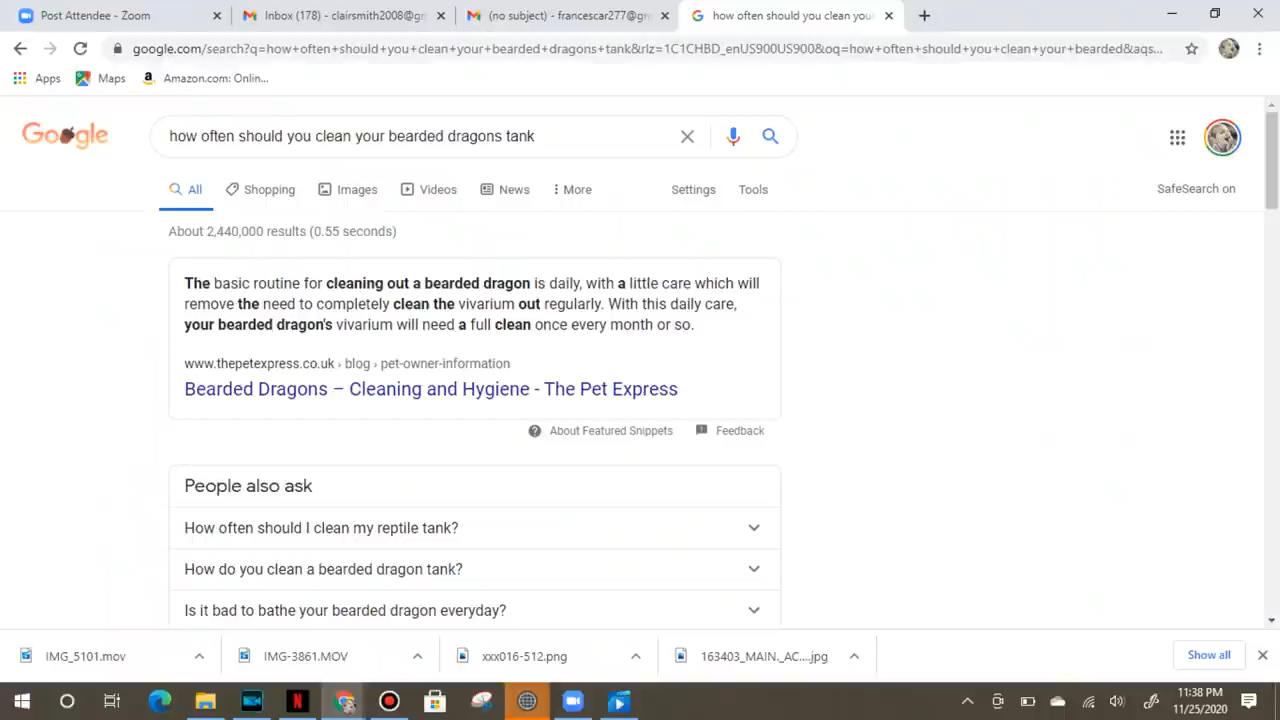 Post Attendee - Zoom
Inbox (178) - clairsmith2008@gr
(no subject) - francescar277@gm
how often should you clean your
google.com/search?q=how+often+should+you+clean+your+bearded+dragons+tank&rlz=1C1CHBD_enUS900US900&oq=how+often+should+you+clean+your+bearded&aqs...
Apps
Maps
Amazon.com: Onlin...
Google
how often should you clean your bearded dragons tank
All
Shopping
Images
Videos
News
More
Settings
Tools
SafeSearch on
About 2,440,000 results (0.55 seconds)
The basic routine for cleaning out a bearded dragon is daily, with a little care which will
remove the need to completely clean the vivarium out regularly. With this daily care,
your bearded dragon's vivarium will need a full clean once every month or so.
www.thepetexpress.co.uk › blog › pet-owner-information
Bearded Dragons – Cleaning and Hygiene - The Pet Express
About Featured Snippets
Feedback
People also ask
How often should I clean my reptile tank?
How do you clean a bearded dragon tank?
Is it bad to bathe your bearded dragon everyday?
IMG_5101.mov
IMG-3861.MOV
xxx016-512.png
163403_MAIN._AC....jpg
Show all
11:38 PM
11/25/2020